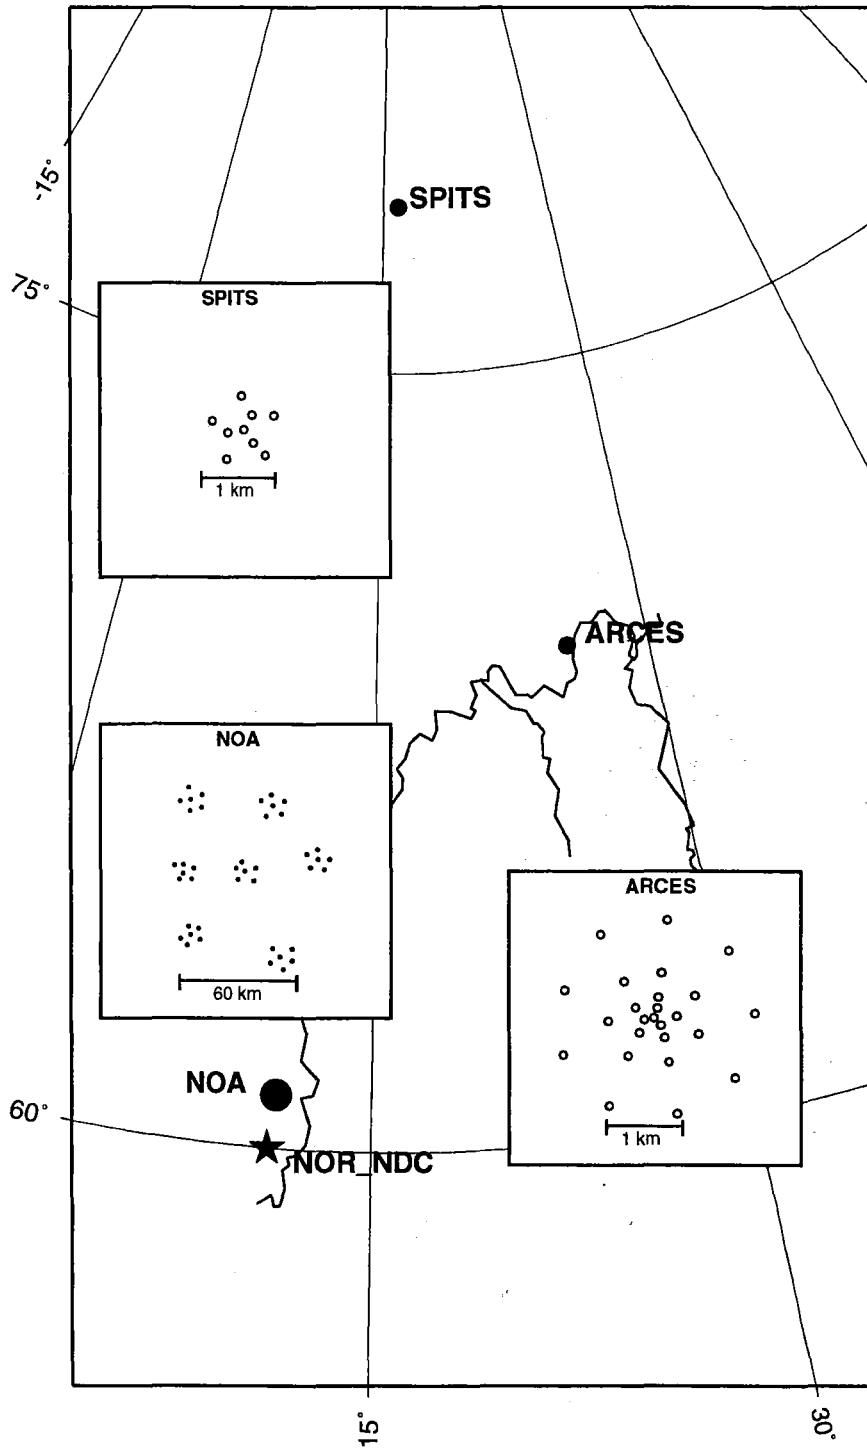 -15°
SPITS
75°
SPITS
1 km
ARCES
NOA
60 km
ARCES
1 km
NOA
60°
NOR_NDC
15°
30°